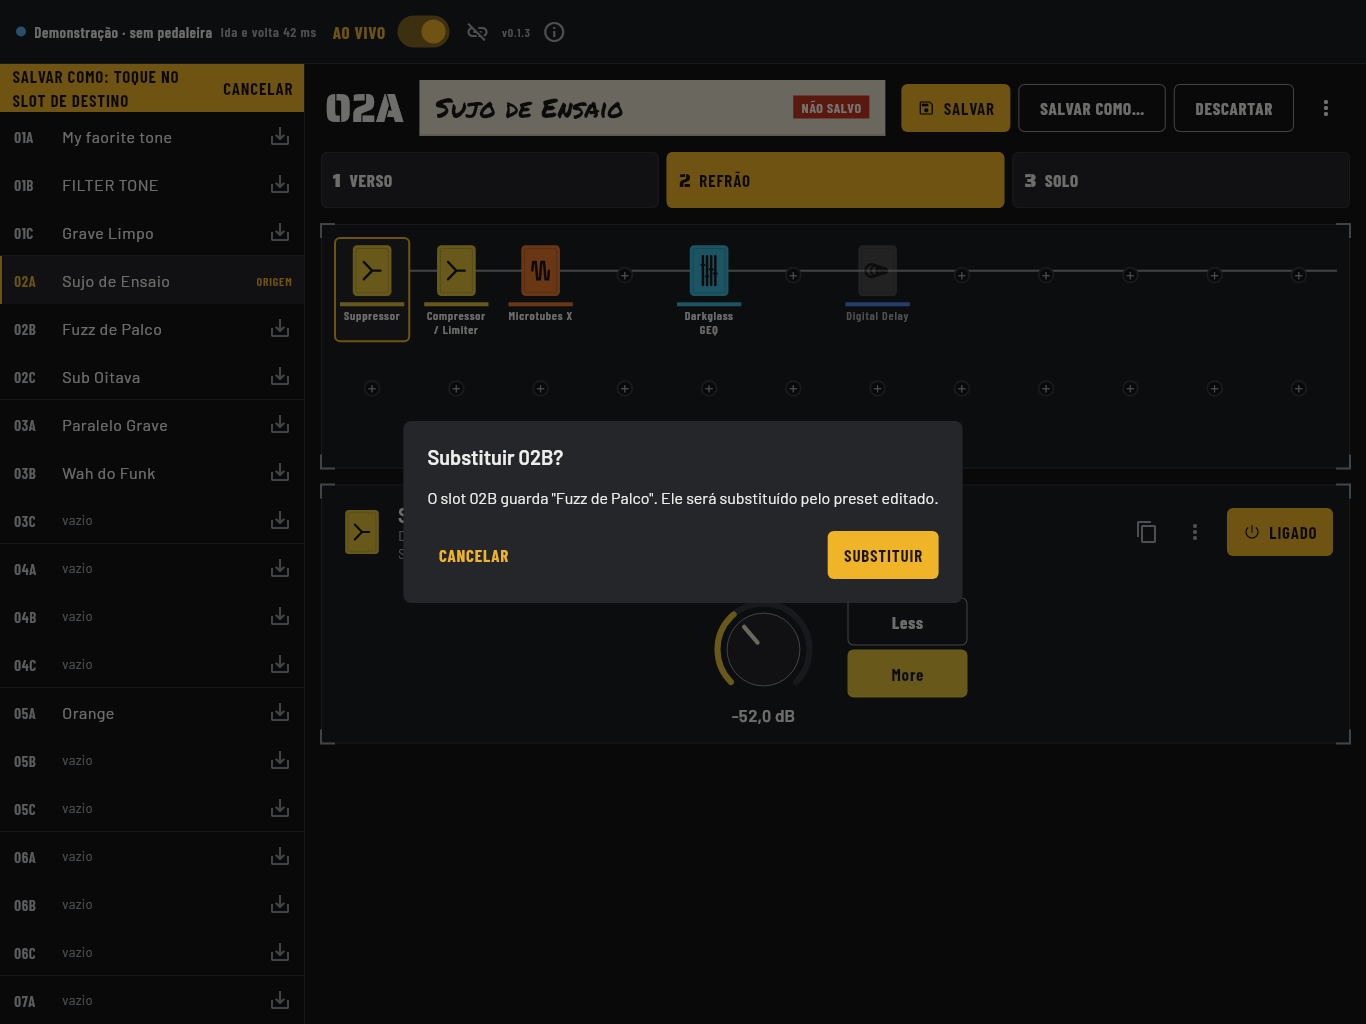 Demonstração · sem pedaleira
Ida e volta 42 ms
AO VIVO
v0.1.3
SALVAR COMO: TOQUE NO
SLOT DE DESTINO
CANCELAR
01A My faorite tone
01B FILTER TONE
01C Grave Limpo
02A Sujo de Ensaio ORIGEM
02B Fuzz de Palco
02C Sub Oitava
03A Paralelo Grave
03B Wah do Funk
03C vazio
04A vazio
04B vazio
04C vazio
05A Orange
05B vazio
05C vazio
06A vazio
06B vazio
06C vazio
07A vazio
02A
Sujo de Ensaio
NÃO SALVO
SALVAR
SALVAR COMO...
DESCARTAR
1 VERSO
2 REFRÃO
3 SOLO
Suppressor
Compressor
/ Limiter
Microtubes X
Darkglass
GEQ
Digital Delay
Substituir 02B?
O slot 02B guarda "Fuzz de Palco". Ele será substituído pelo preset editado.
CANCELAR
SUBSTITUIR
LIGADO
Less
More
-52,0 dB